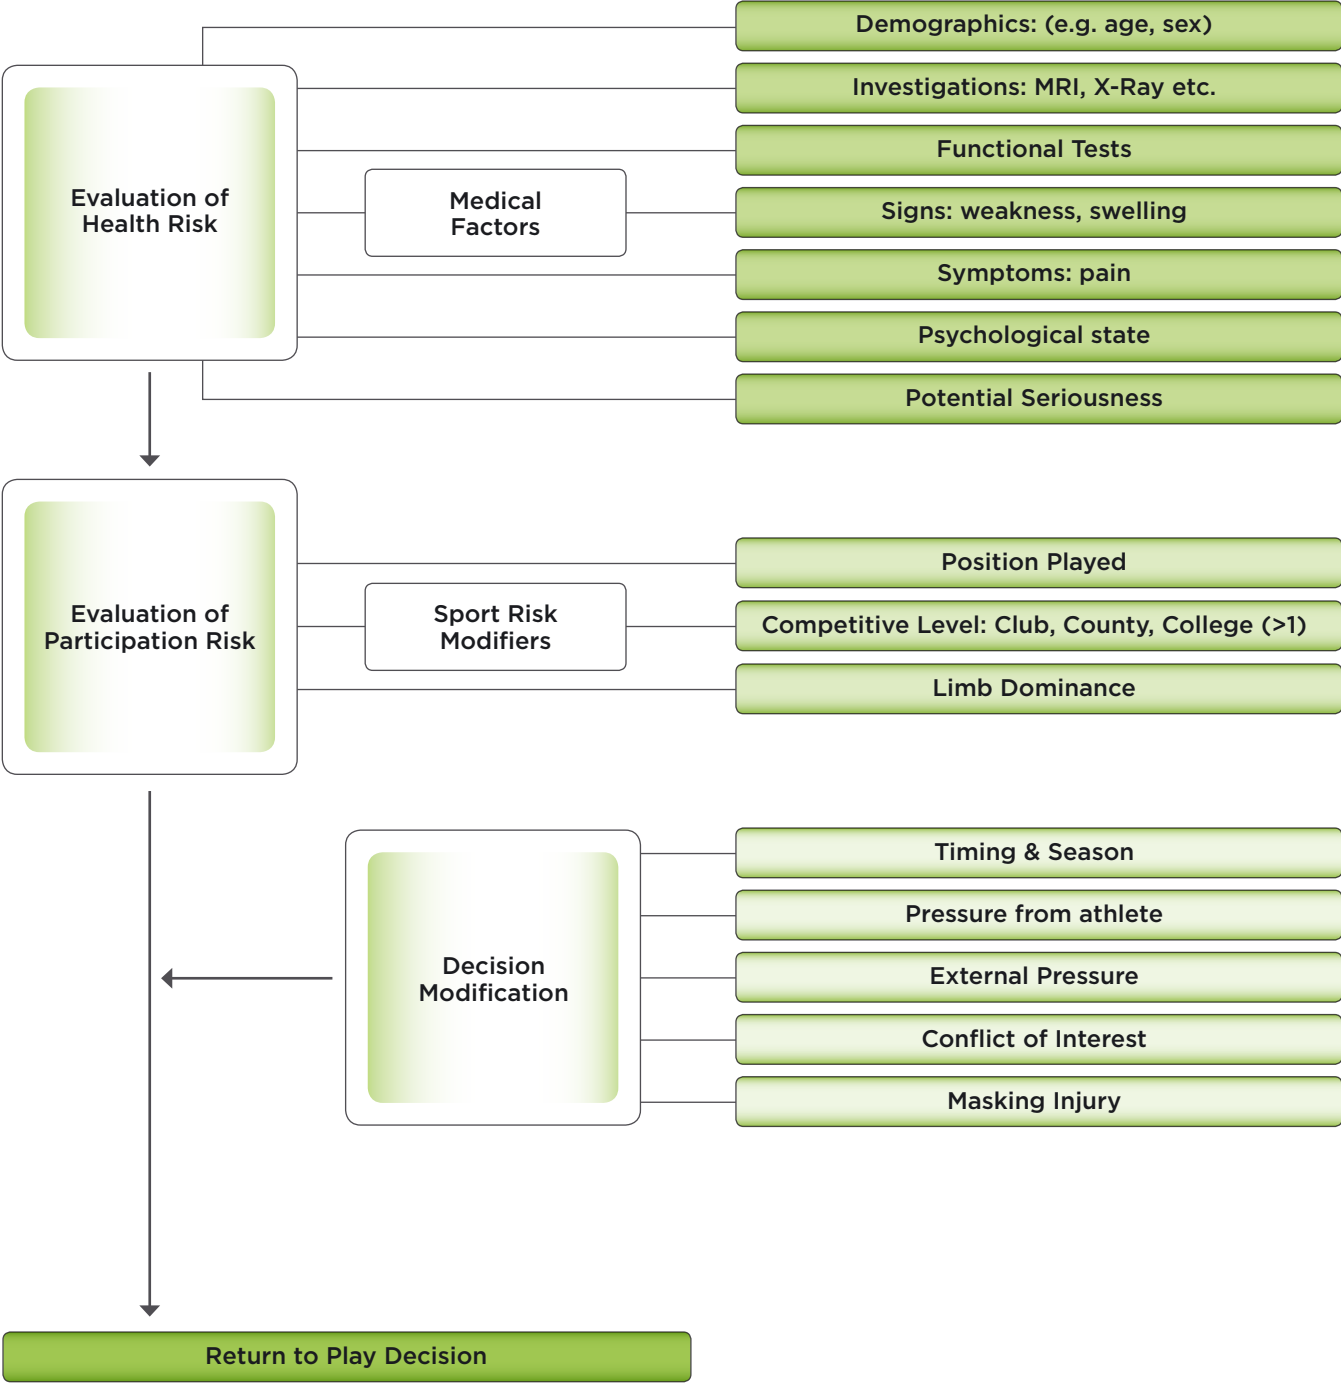 Demographics: (e.g. age, sex)
Investigations: MRI, X-Ray etc.
Functional Tests
Evaluation of
Health Risk
Medical
Factors
Signs: weakness, swelling
Symptoms: pain
Psychological state
Potential Seriousness
Position Played
Evaluation of
Participation Risk
Sport Risk
Modifiers
Competitive Level: Club, County, College (>1)
Limb Dominance
Timing & Season
Pressure from athlete
Decision
Modification
External Pressure
Conflict of Interest
Masking Injury
Return to Play Decision